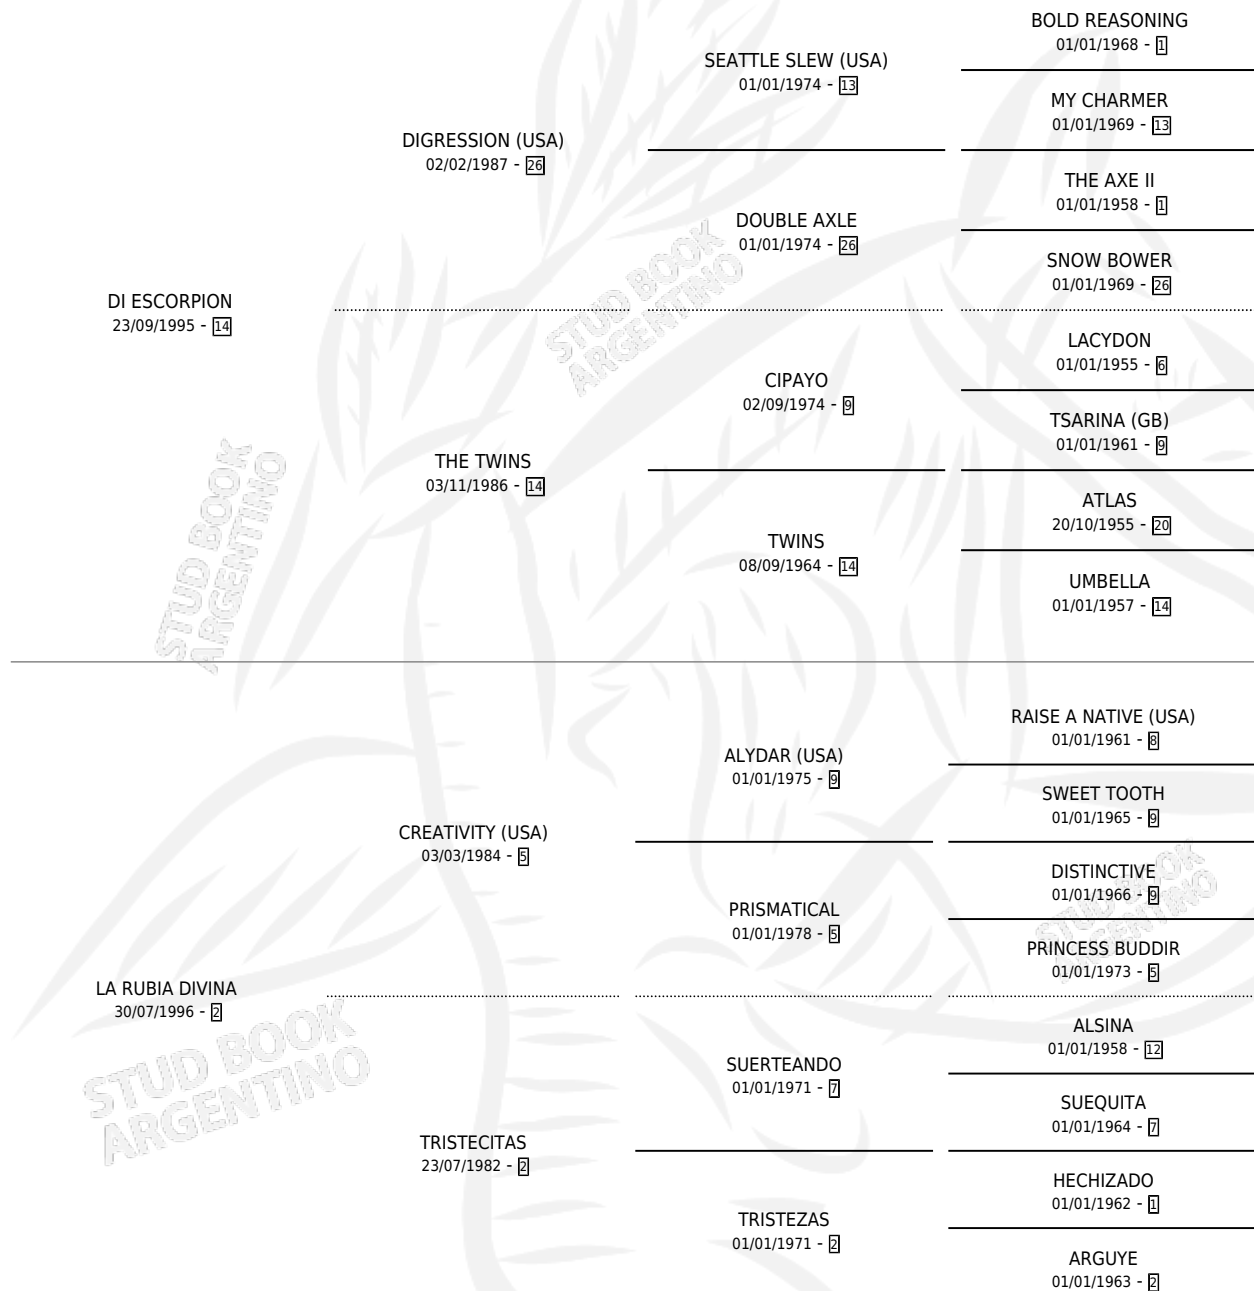 BOLD REASONING
01/01/1968 - 1
SEATTLE SLEW (USA)
01/01/1974 - 13
MY CHARMER
01/01/1969 - 13
DIGRESSION (USA)
02/02/1987 - 26
THE AXE II
01/01/1958 - 1
DOUBLE AXLE
01/01/1974 - 26
SNOW BOWER
01/01/1969 - 26
DI ESCORPION
23/09/1995 - 14
LACYDON
01/01/1955 - 6
CIPAYO
02/09/1974 - 9
TSARINA (GB)
01/01/1961 - 9
THE TWINS
03/11/1986 - 14
ATLAS
20/10/1955 - 20
TWINS
08/09/1964 - 14
UMBELLA
01/01/1957 - 14
STUD BOOK
ARGENTINO
STUD BOOK
ARGENTINO
RAISE A NATIVE (USA)
01/01/1961 - 8
ALYDAR (USA)
01/01/1975 - 9
SWEET TOOTH
01/01/1965 - 9
CREATIVITY (USA)
03/03/1984 - 5
DISTINCTIVE
01/01/1966 - 9
PRISMATICAL
01/01/1978 - 5
PRINCESS BUDDIR
01/01/1973 - 5
LA RUBIA DIVINA
30/07/1996 - 2
ALSINA
01/01/1958 - 12
SUERTEANDO
01/01/1971 - 7
SUEQUITA
01/01/1964 - 7
TRISTECITAS
23/07/1982 - 2
HECHIZADO
01/01/1962 - 1
TRISTEZAS
01/01/1971 - 2
ARGUYE
01/01/1963 - 2
STUD BOOK
ARGENTINO
STUD BOOK
ARGENTINO